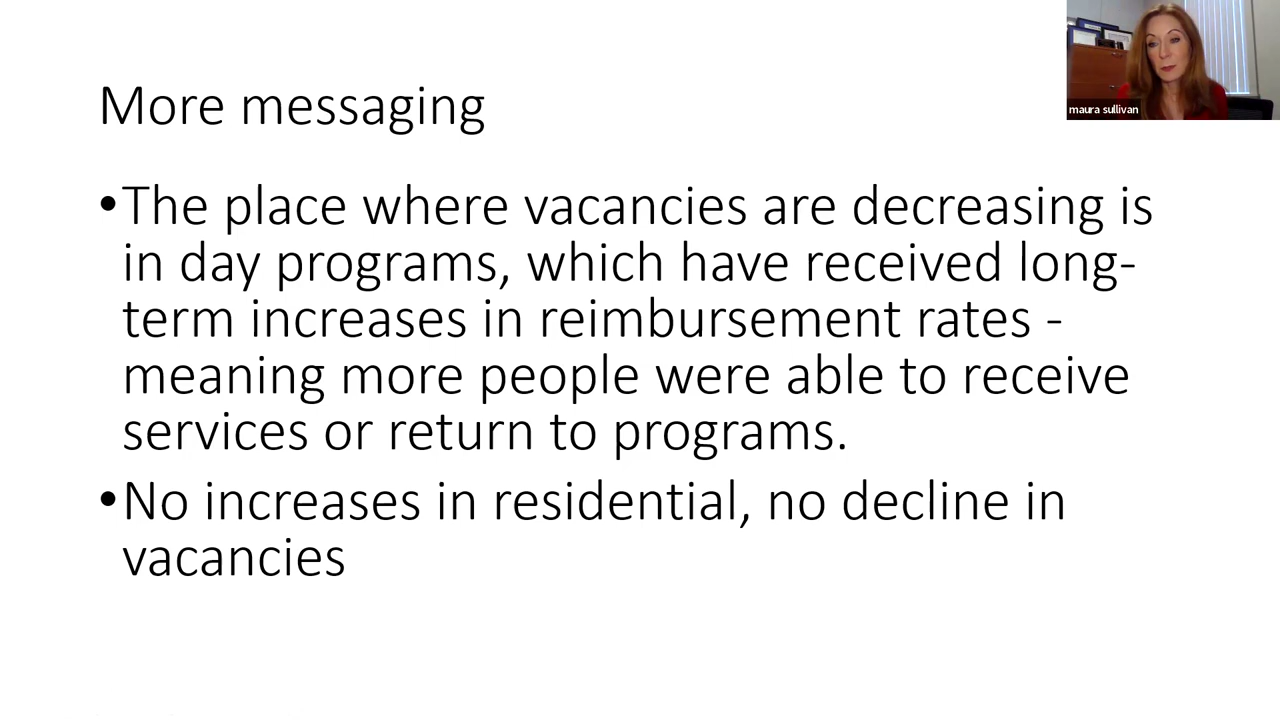 maura sullivan
More messaging
•The place where vacancies are decreasing is
in day programs, which have received long-
term increases in reimbursement rates -
meaning more people were able to receive
services or return to programs.
•No increases in residential, no decline in
vacancies